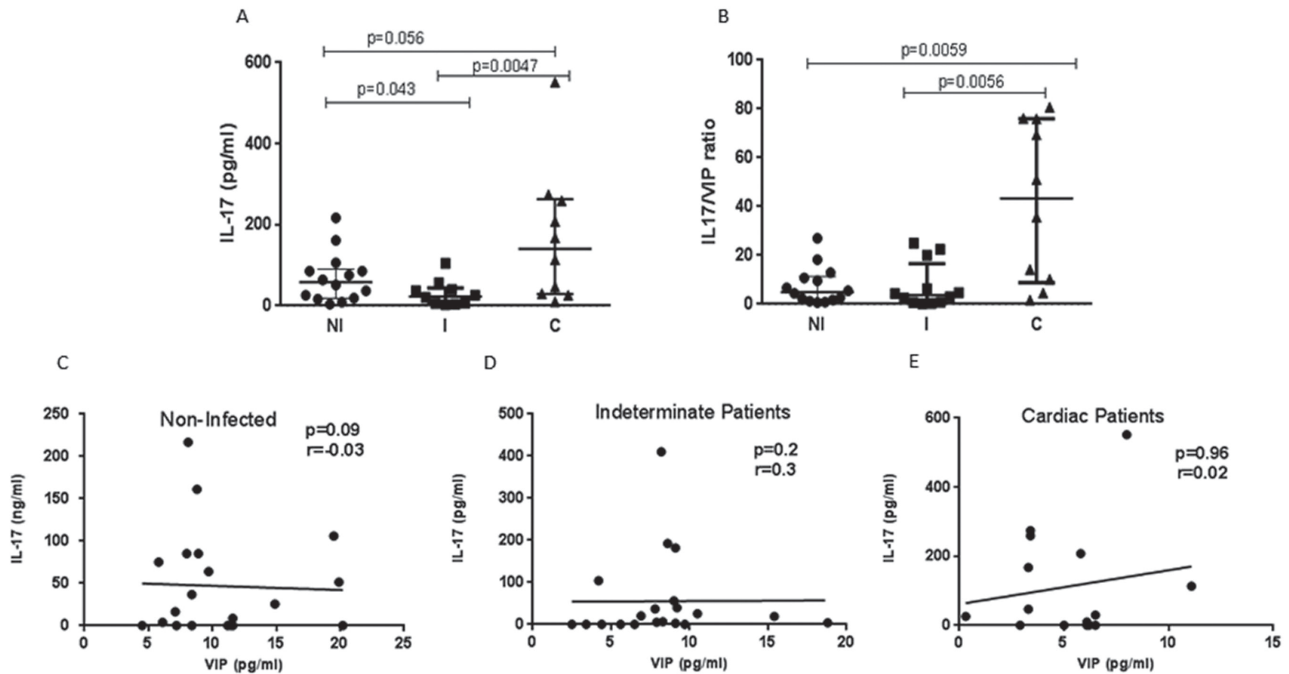 A
p=0.056
p=0.0047
p=0.043
IL-17 (pg/ml)
600
400
200
0
NI
I
C
B
p=0.0059
p=0.0056
IL17/VIP ratio
100
80
60
40
20
0
NI
I
C
C
Non-Infected
p=0.09
r=-0.03
IL-17 (ng/ml)
250
200
150
100
50
0
0
5
10
15
20
25
VIP (pg/ml)
D
Indeterminate Patients
p=0.2
r=0.3
IL-17 (pg/ml)
500
400
300
200
100
0
0
5
10
15
20
VIP (pg/ml)
E
Cardiac Patients
p=0.96
r=0.02
IL-17 (pg/ml)
600
400
200
0
0
5
10
15
VIP (pg/ml)